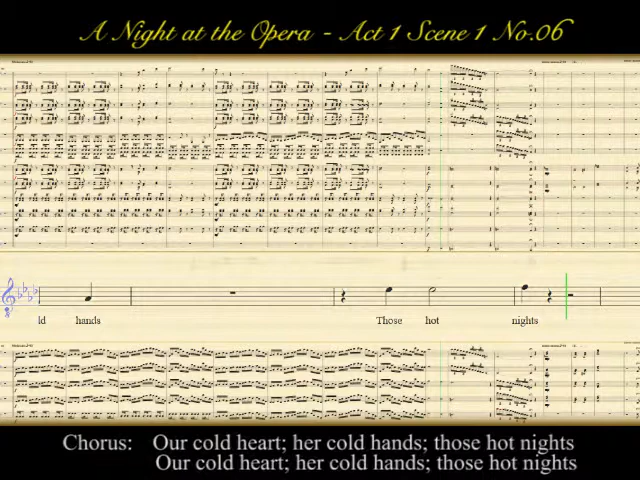 A Night at the Opera - Act 1 Scene 1 No.06
ld hands Those hot nights
Chorus: Our cold heart; her cold hands; those hot nights
Our cold heart; her cold hands; those hot nights